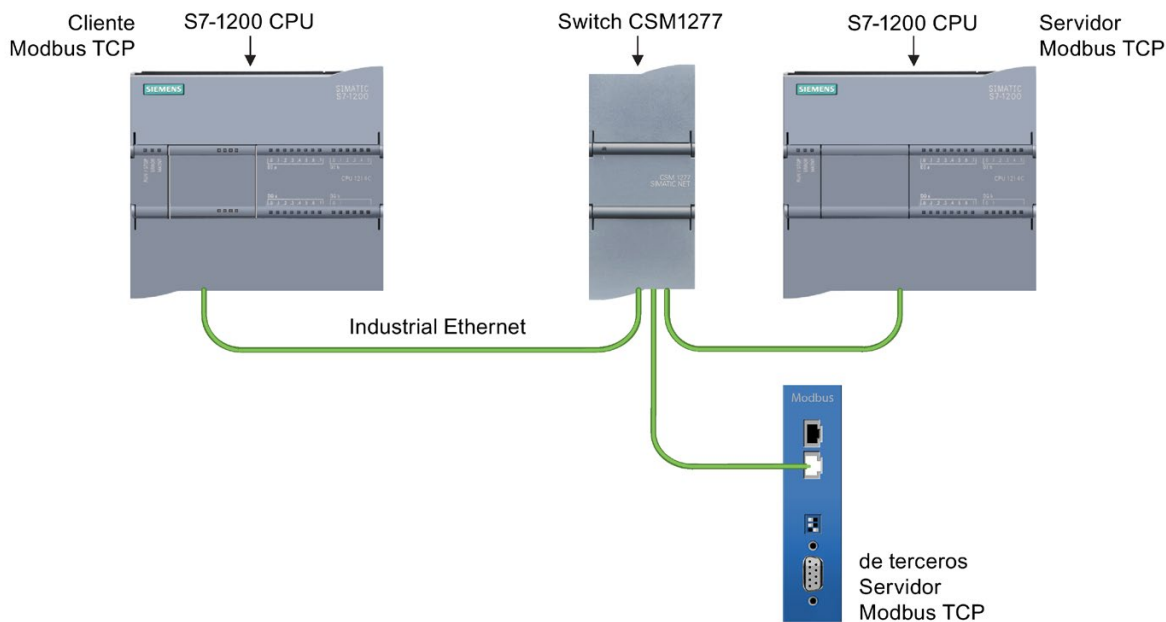 Cliente
Modbus TCP
S7-1200 CPU
Switch CSM1277
S7-1200 CPU
Servidor
Modbus TCP
SIEMENS
SIMATIC
S7-1200
CSM 1277
SIMATIC NET
SIEMENS
SIMATIC
S7-1200
Industrial Ethernet
Modbus
de terceros
Servidor
Modbus TCP